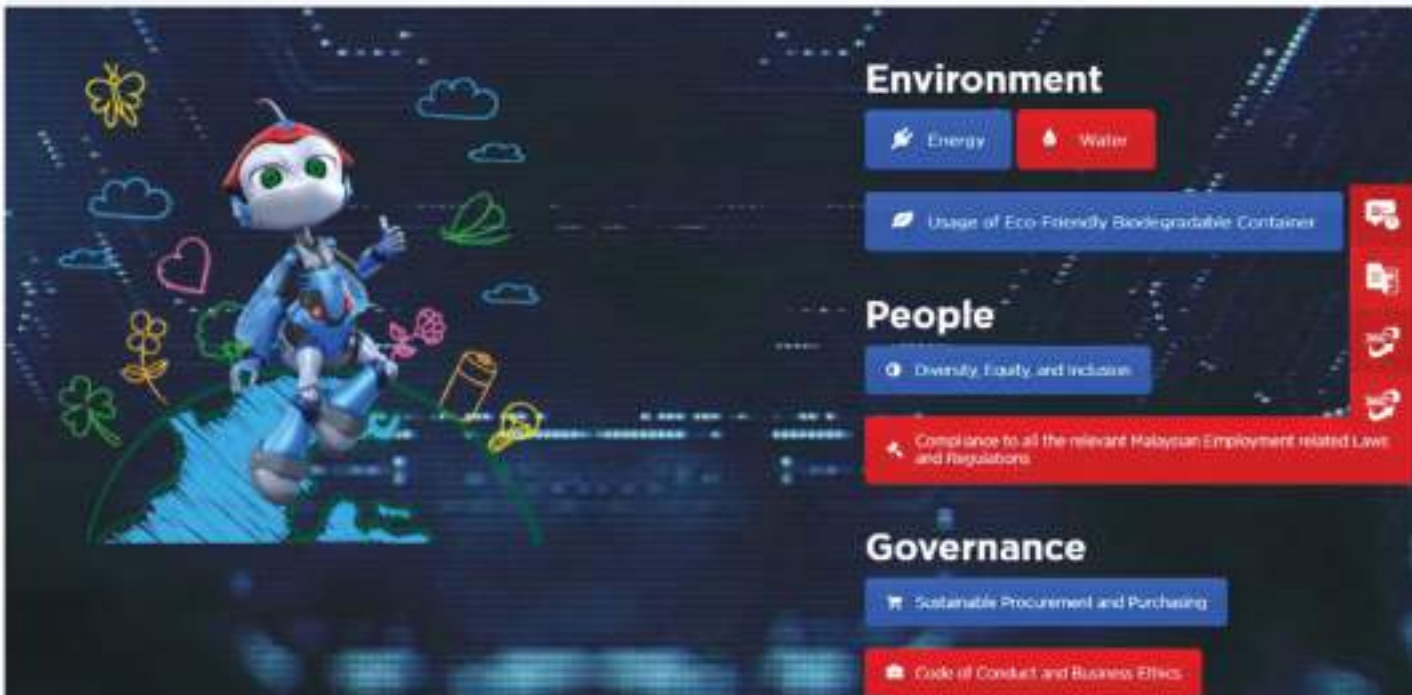 Environment
Energy
Water
Usage of Eco-Friendly Biodegradable Container
People
Diversity, Equity, and Inclusion
Compliance to all the relevant Malaysian Employment related Laws
and Regulations
Governance
Sustainable Procurement and Purchasing
Code of Conduct and Business Ethics